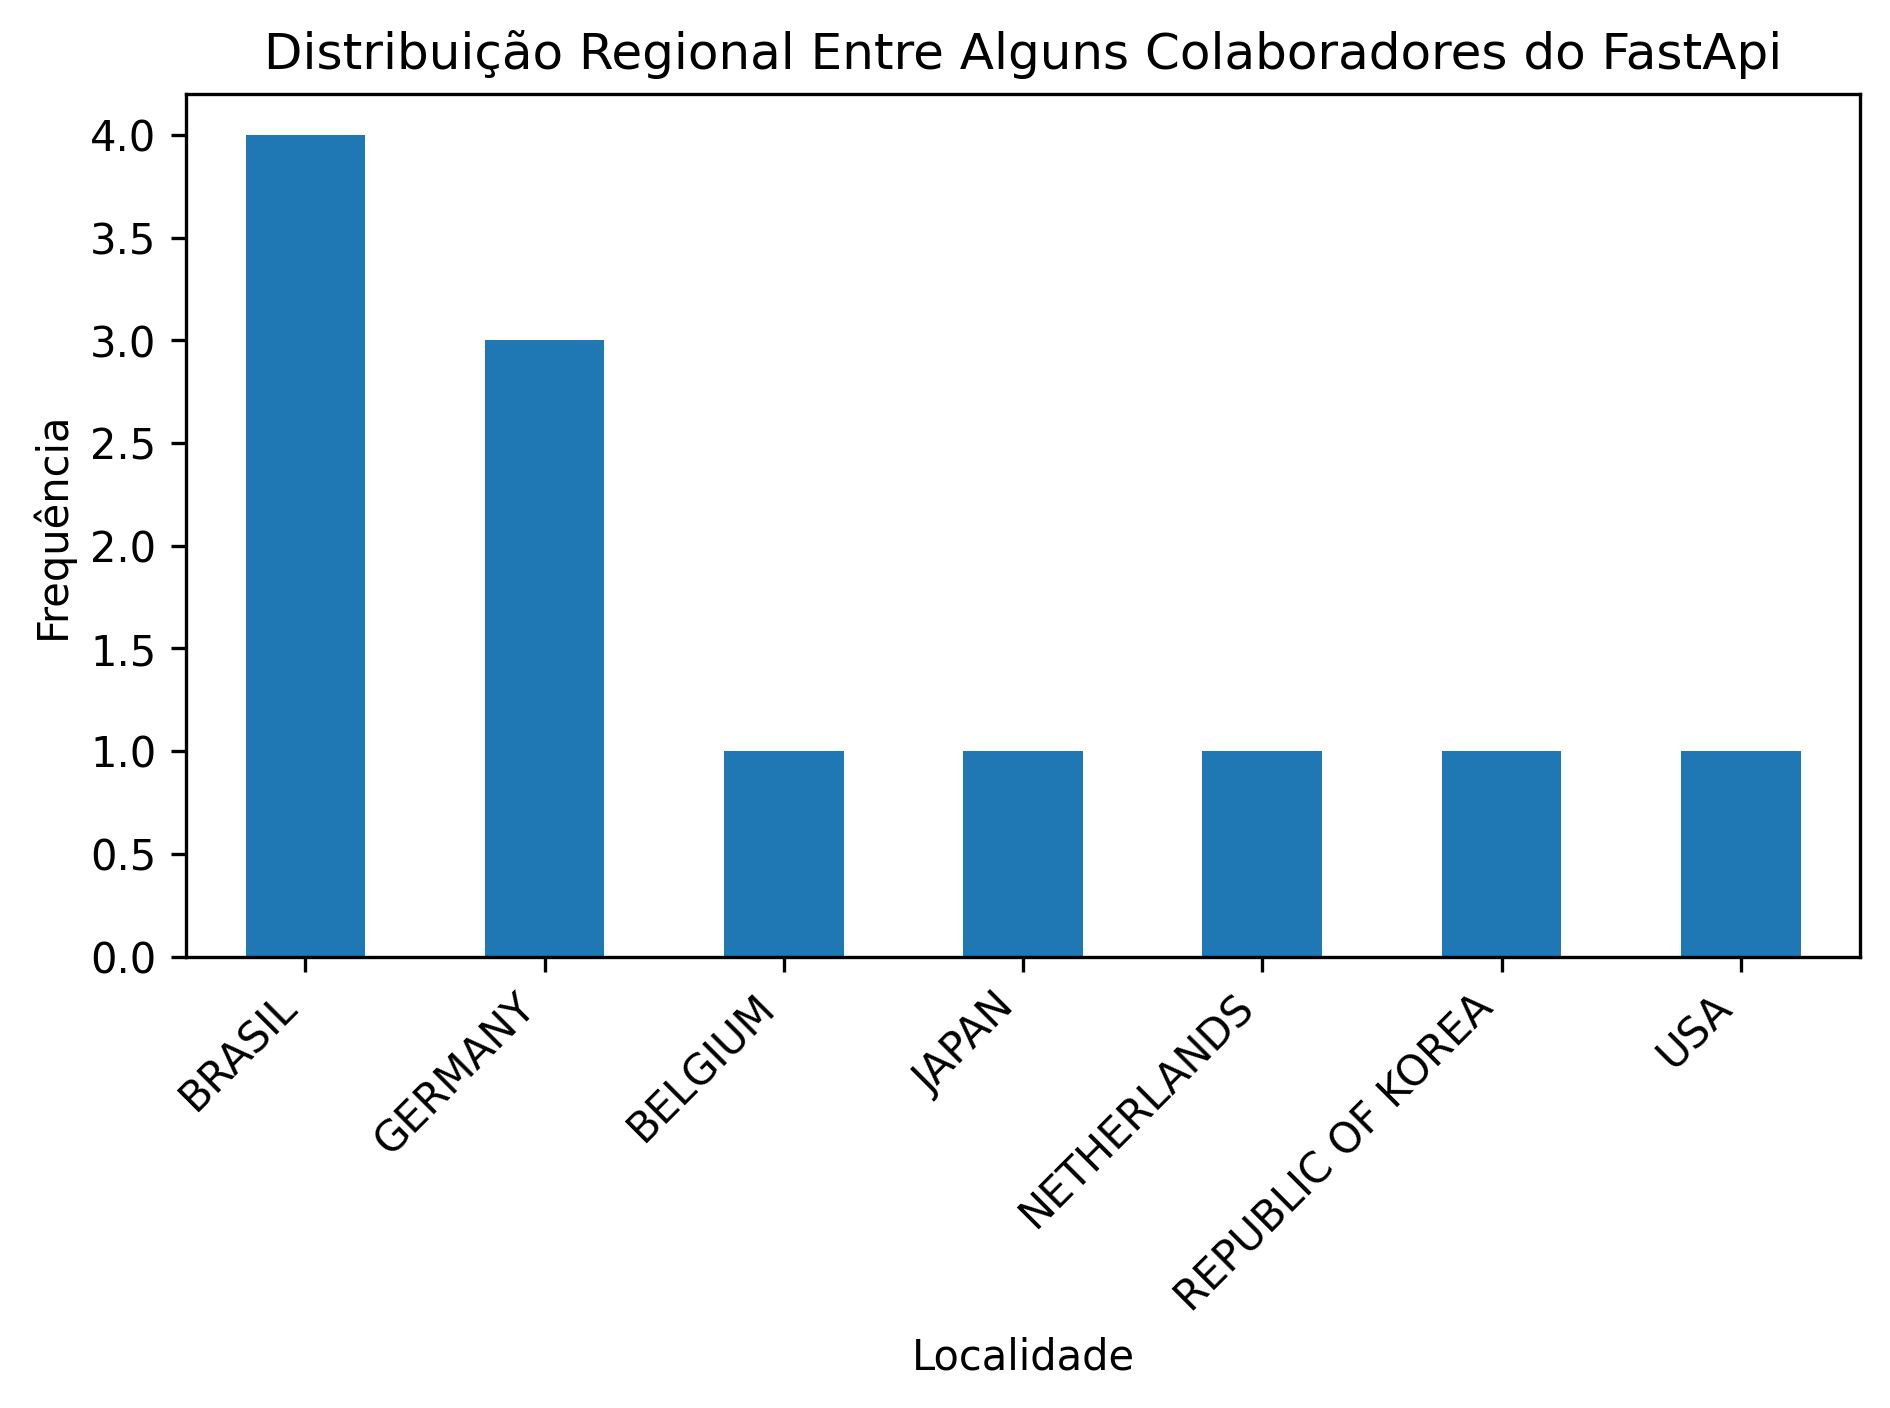 Distribuição Regional Entre Alguns Colaboradores do FastApi
Frequência
4.0
3.5
3.0
2.5
2.0
1.5
1.0
0.5
0.0
BRASIL
GERMANY
BELGIUM
JAPAN
NETHERLANDS
REPUBLIC OF KOREA
USA
Localidade